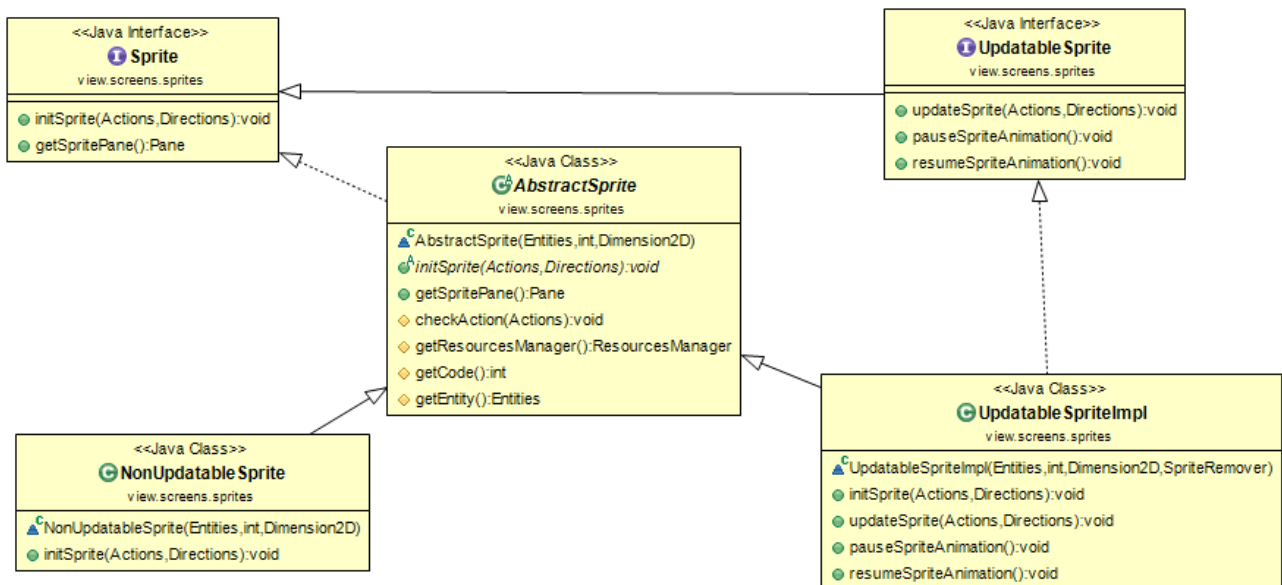 <<Java Interface>>
Sprite
view.screens.sprites
initSprite(Actions,Directions):void
getSpritePane():Pane
<<Java Interface>>
UpdatableSprite
view.screens.sprites
updateSprite(Actions,Directions):void
pauseSpriteAnimation():void
resumeSpriteAnimation():void
<<Java Class>>
AbstractSprite
view.screens.sprites
AbstractSprite(Entities,int,Dimension2D)
initSprite(Actions,Directions):void
getSpritePane():Pane
checkAction(Actions):void
getResourcesManager():ResourcesManager
getCode():int
getEntity():Entities
<<Java Class>>
NonUpdatableSprite
view.screens.sprites
NonUpdatableSprite(Entities,int,Dimension2D)
initSprite(Actions,Directions):void
<<Java Class>>
UpdatableSpriteImpl
view.screens.sprites
UpdatableSpriteImpl(Entities,int,Dimension2D,SpriteRemover)
initSprite(Actions,Directions):void
updateSprite(Actions,Directions):void
pauseSpriteAnimation():void
resumeSpriteAnimation():void